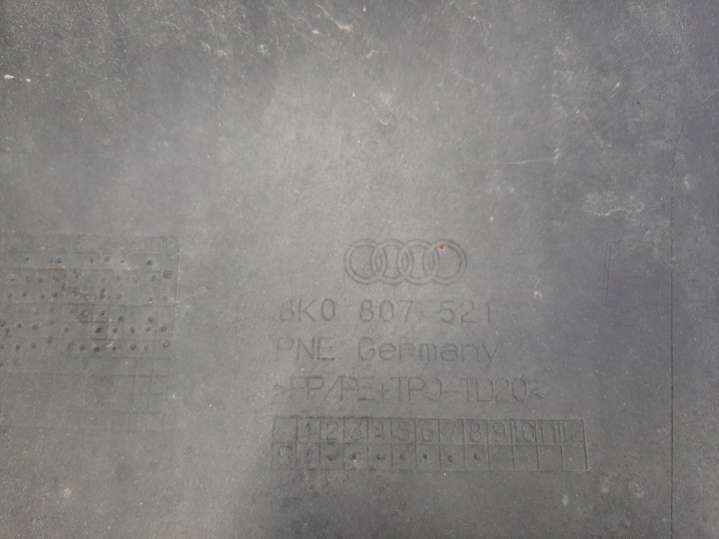 8K0 807 521
PNE Germany
>PP/PE+TPO-TD20<
1 2 3 4 5 6 7 8 9 10 11